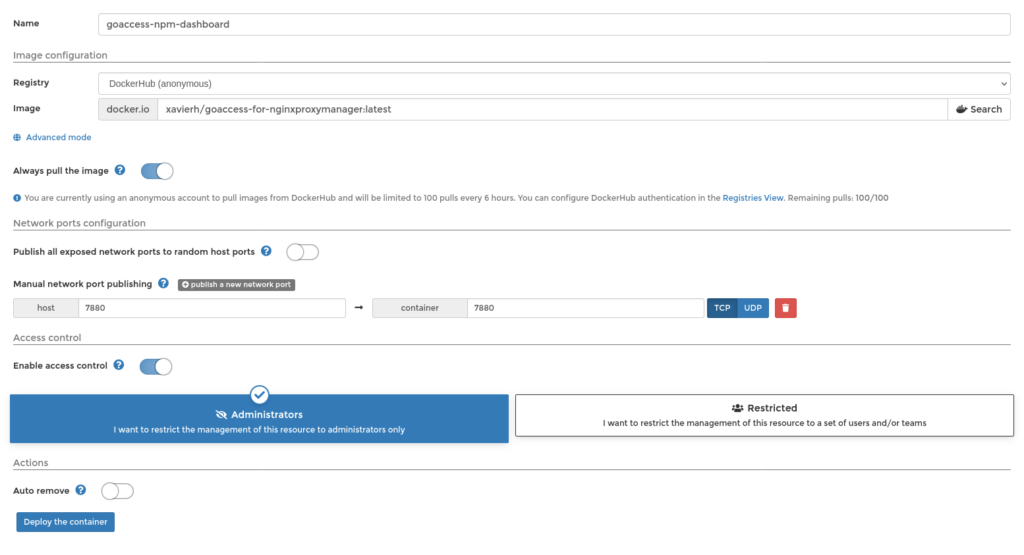 Name goaccess-npm-dashboard
Image configuration
Registry DockerHub (anonymous)
Image docker.io xavierh/goaccess-for-nginxproxymanager:latest Search
Advanced mode
Always pull the image
You are currently using an anonymous account to pull images from DockerHub and will be limited to 100 pulls every 6 hours. You can configure DockerHub authentication in the Registries View. Remaining pulls: 100/100
Network ports configuration
Publish all exposed network ports to random host ports
Manual network port publishing publish a new network port
host 7880 → container 7880 TCP UDP
Access control
Enable access control
Administrators
I want to restrict the management of this resource to administrators only
Restricted
I want to restrict the management of this resource to a set of users and/or teams
Actions
Auto remove
Deploy the container